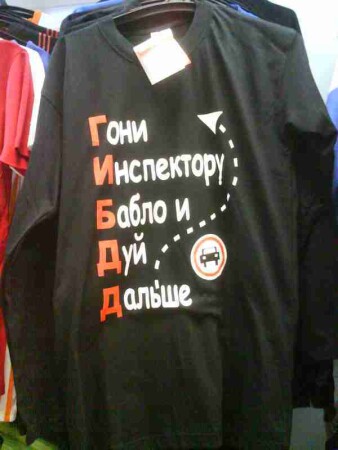 Гони
Инспектору
Бабло и
Дуй
Дальше